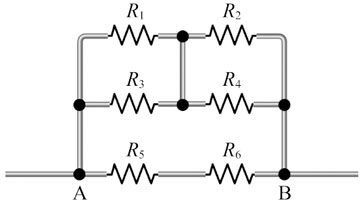 R₁ R₂
R₃ R₄
R₅ R₆
A B